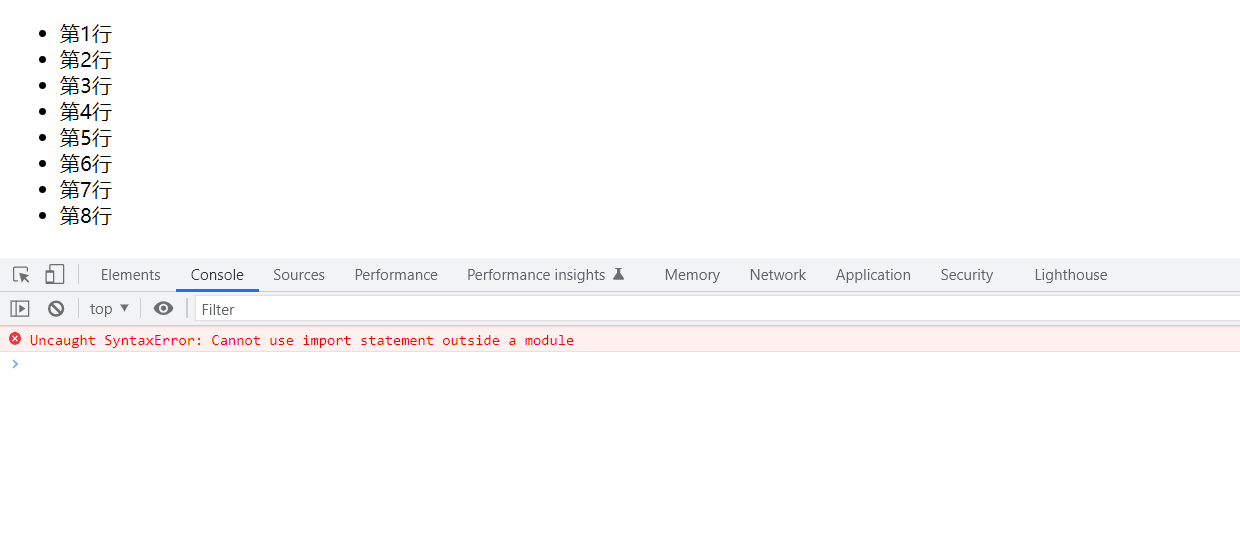 第1行
第2行
第3行
第4行
第5行
第6行
第7行
第8行
Elements Console Sources Performance Performance insights Memory Network Application Security Lighthouse
top Filter
Uncaught SyntaxError: Cannot use import statement outside a module